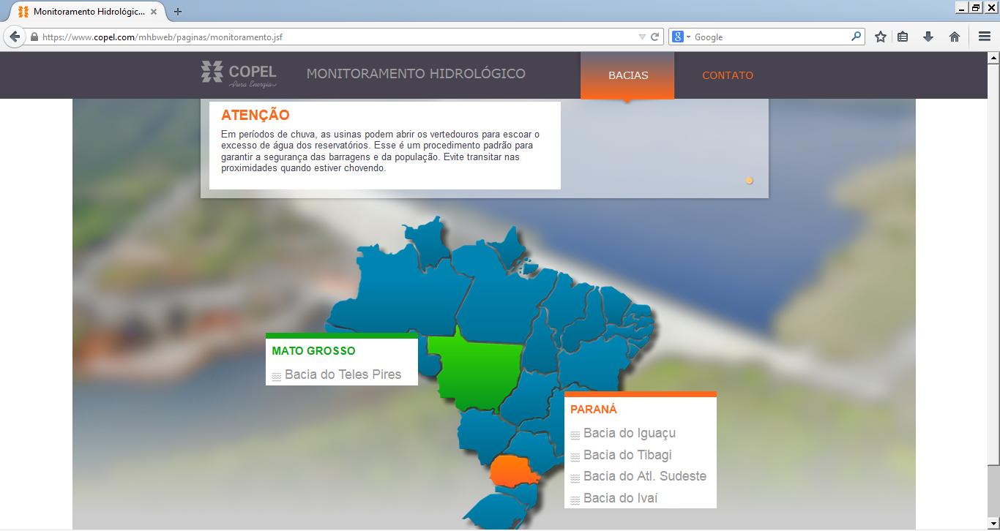 Monitoramento Hidrológic...
https://www.copel.com/mhbweb/paginas/monitoramento.jsf
8 Google
COPEL
Pura Energia
MONITORAMENTO HIDROLÓGICO
BACIAS
CONTATO
ATENÇÃO
Em períodos de chuva, as usinas podem abrir os vertedouros para escoar o
excesso de água dos reservatórios. Esse é um procedimento padrão para
garantir a segurança das barragens e da população. Evite transitar nas
proximidades quando estiver chovendo.
MATO GROSSO
Bacia do Teles Pires
PARANÁ
Bacia do Iguaçu
Bacia do Tibagi
Bacia do Atl. Sudeste
Bacia do Ivaí